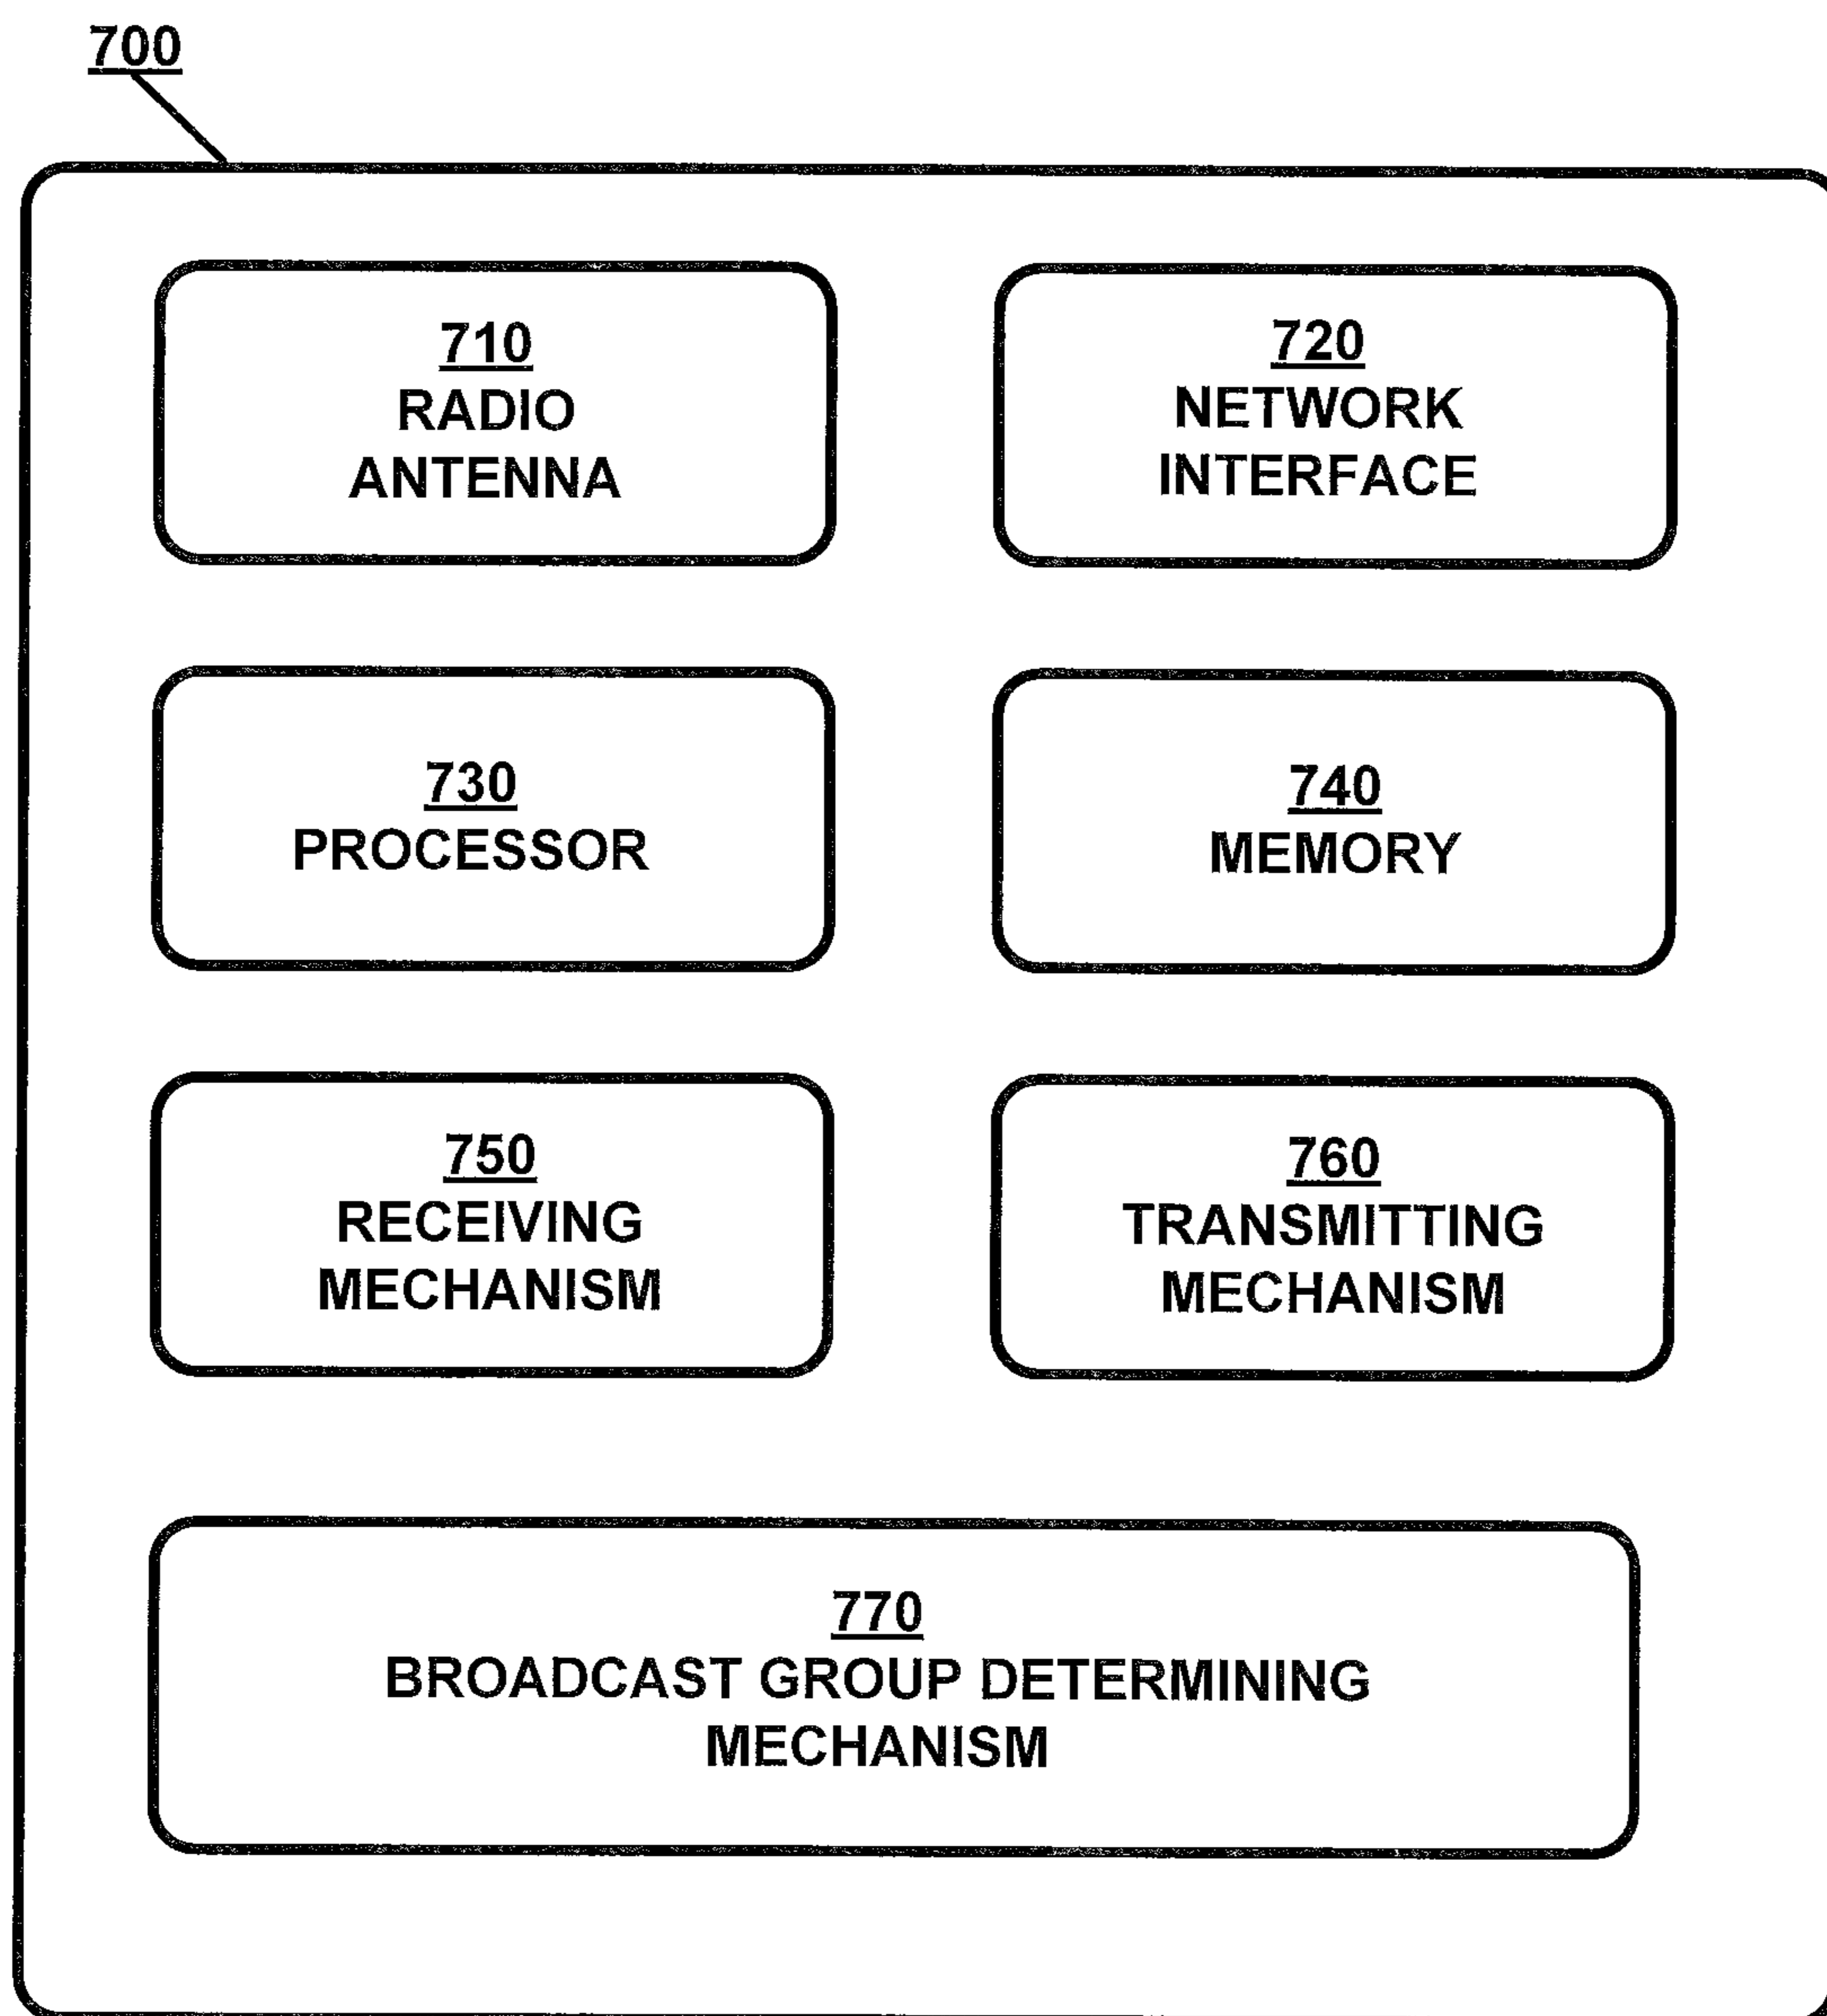 700
710
RADIO
ANTENNA
720
NETWORK
INTERFACE
730
PROCESSOR
740
MEMORY
750
RECEIVING
MECHANISM
760
TRANSMITTING
MECHANISM
770
BROADCAST GROUP DETERMINING
MECHANISM